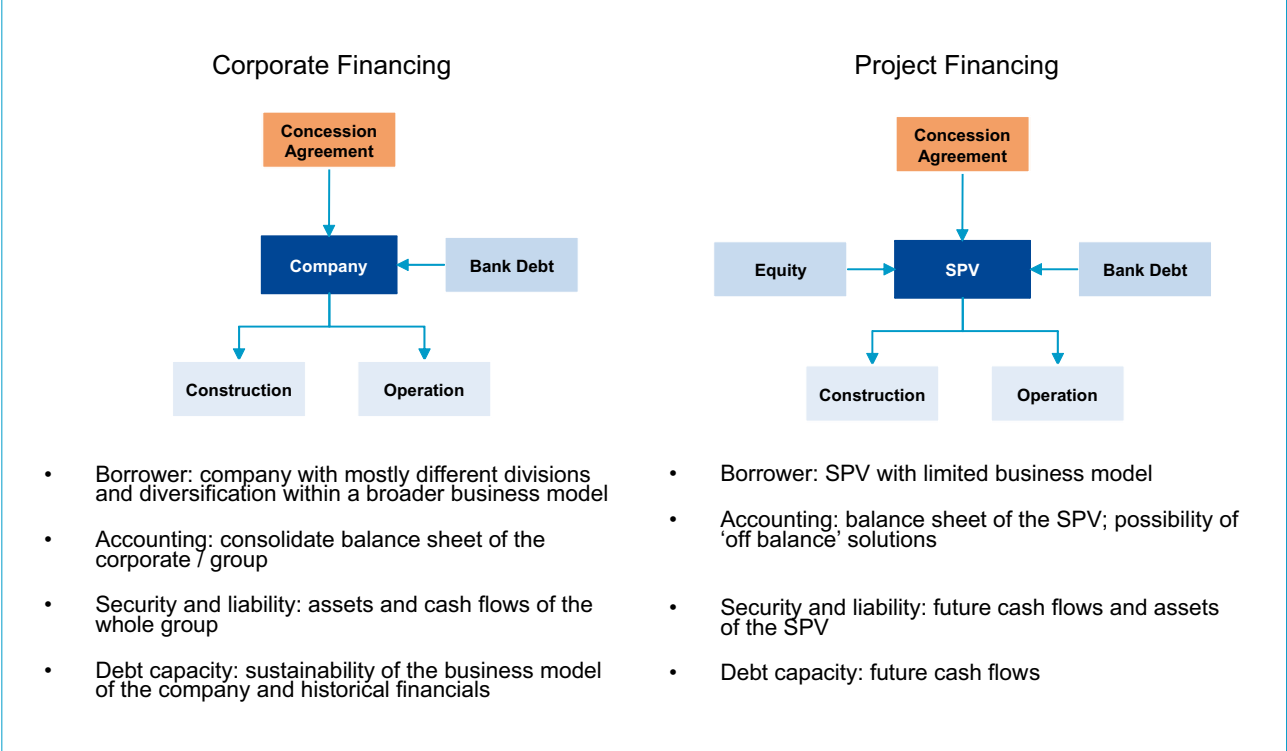 Corporate Financing
Concession
Agreement
Company
Bank Debt
Construction
Operation
• Borrower: company with mostly different divisions
and diversification within a broader business model
• Accounting: consolidate balance sheet of the
corporate / group
• Security and liability: assets and cash flows of the
whole group
• Debt capacity: sustainability of the business model
of the company and historical financials
Project Financing
Concession
Agreement
Equity
SPV
Bank Debt
Construction
Operation
• Borrower: SPV with limited business model
• Accounting: balance sheet of the SPV; possibility of
‘off balance’ solutions
• Security and liability: future cash flows and assets
of the SPV
• Debt capacity: future cash flows